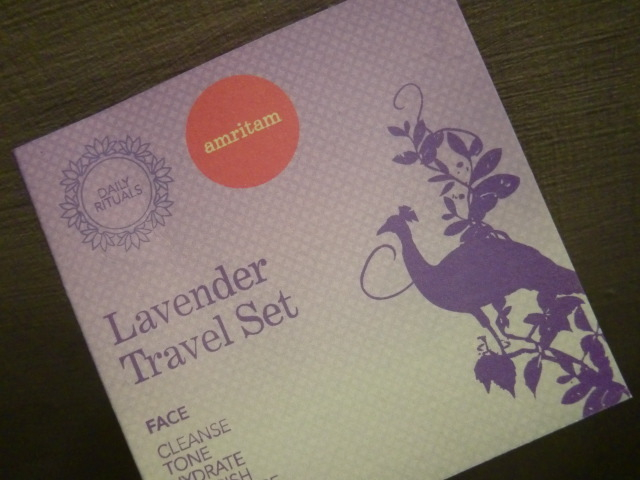 amritam
DAILY
RITUALS
Lavender
Travel Set
FACE
CLEANSE
TONE